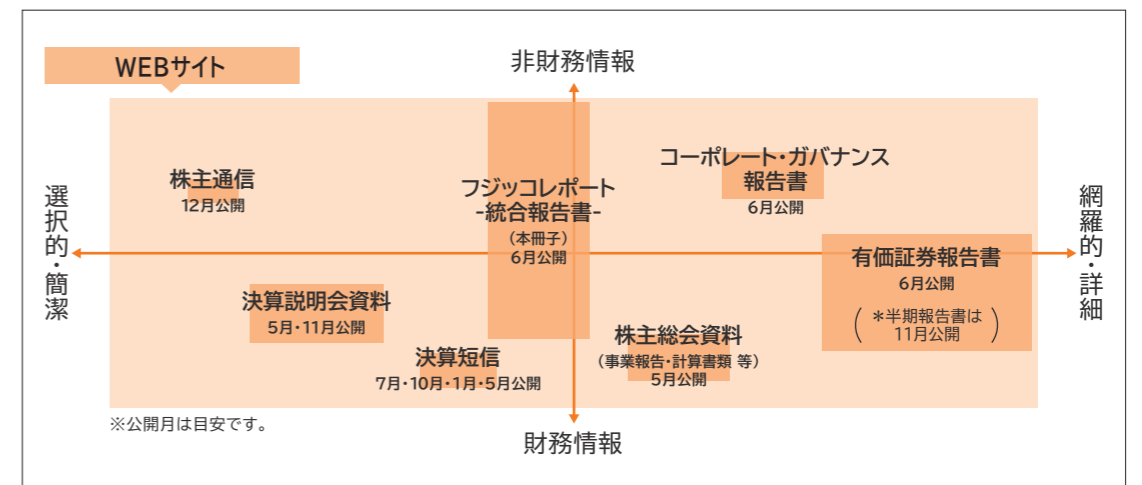 WEBサイト
非財務情報
選択的・簡潔
株主通信
12月公開
フジッコレポート
-統合報告書-
（本冊子）
6月公開
コーポレート・ガバナンス
報告書
6月公開
網羅的・詳細
有価証券報告書
6月公開
（＊半期報告書は
11月公開）
決算説明会資料
5月・11月公開
決算短信
7月・10月・1月・5月公開
株主総会資料
（事業報告・計算書類 等）
5月公開
※公開月は目安です。
財務情報